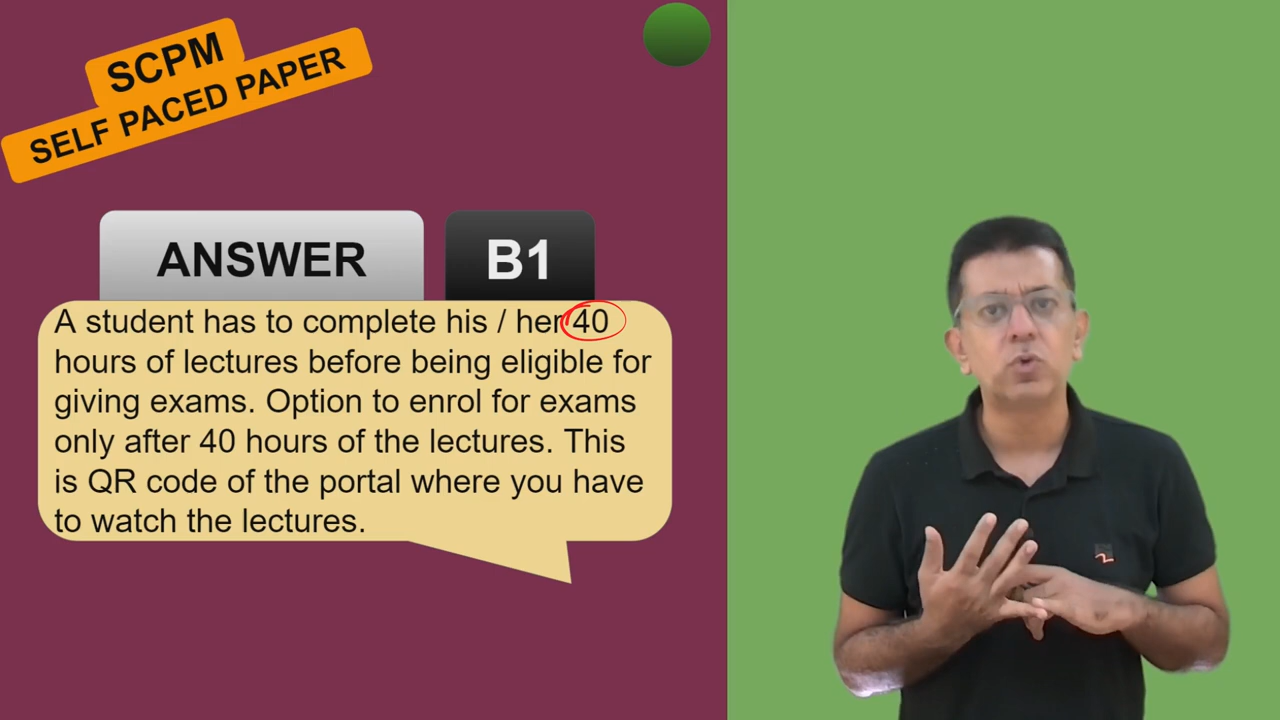 SCPM
SELF PACED PAPER
ANSWER
B1
A student has to complete his / her 40
hours of lectures before being eligible for
giving exams. Option to enrol for exams
only after 40 hours of the lectures. This
is QR code of the portal where you have
to watch the lectures.